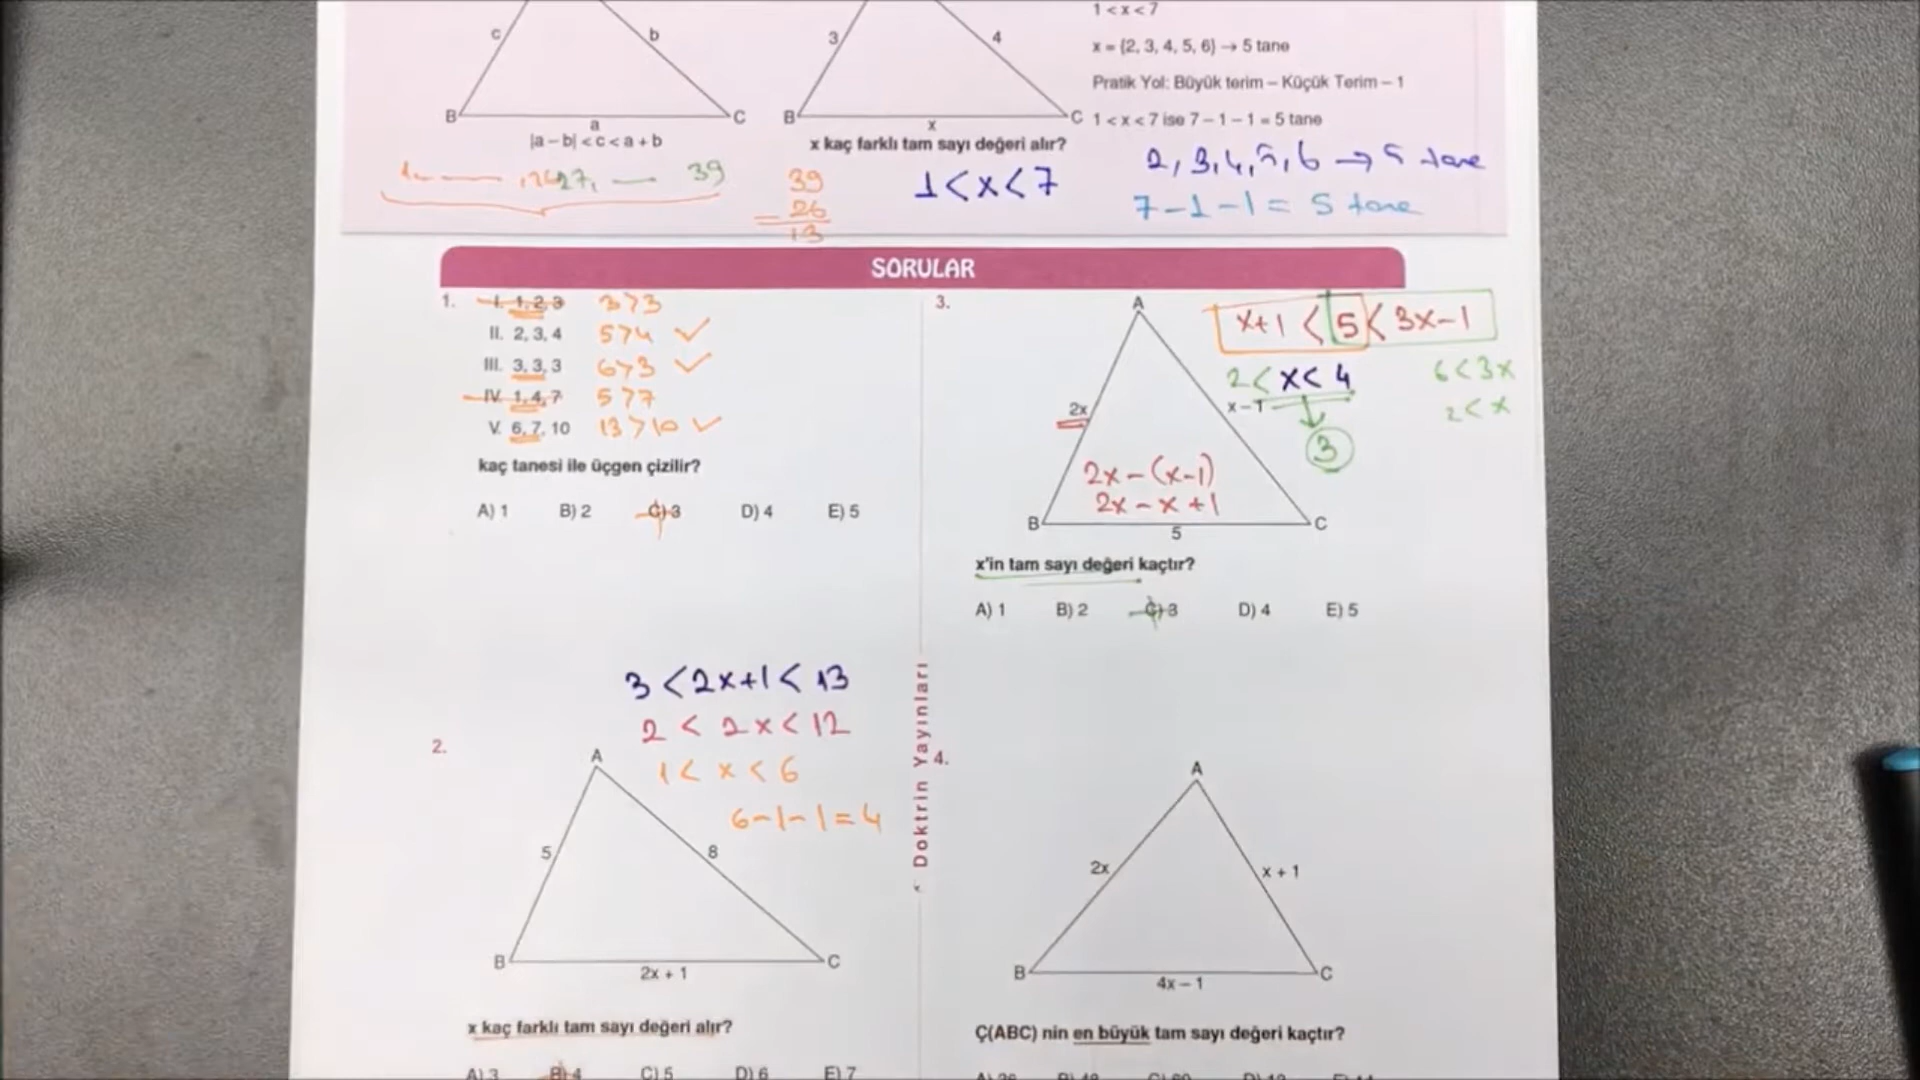 c
b
B
C
a
|a – b| < c < a + b
3
4
B
C
x
x kaç farklı tam sayı değeri alır?
1 < x < 7
x = {2, 3, 4, 5, 6} → 5 tane
Pratik Yol: Büyük terim – Küçük Terim – 1
1 < x < 7 ise 7 – 1 – 1 = 5 tane
39
39
- 26
13
1 < x < 7
2, 3, 4, 5, 6 → 5 tane
7 - 1 - 1 = 5 tane
SORULAR
1.
I. 1, 2, 3 3 > 3
II. 2, 3, 4 5 > 4 ✓
III. 3, 3, 3 6 > 3 ✓
IV. 1, 4, 7 5 > 7
V. 6, 7, 10 13 > 10 ✓
kaç tanesi ile üçgen çizilir?
A) 1 B) 2 C) 3 D) 4 E) 5
3 < 2x+1 < 13
2 < 2x < 12
1 < x < 6
6 - 1 - 1 = 4
2.
A
5
8
B
C
2x + 1
x kaç farklı tam sayı değeri alır?
A) 3 B) 4 C) 5 D) 6 E) 7
Doktrin Yayınları
3.
A
x+1 < 5 < 3x-1
2 < x < 4
6 < 3x
2 < x
3
2x
x – 1
2x - (x-1)
2x - x + 1
B
C
5
x'in tam sayı değeri kaçtır?
A) 1 B) 2 C) 3 D) 4 E) 5
4.
A
2x
x + 1
B
C
4x – 1
Ç(ABC) nin en büyük tam sayı değeri kaçtır?